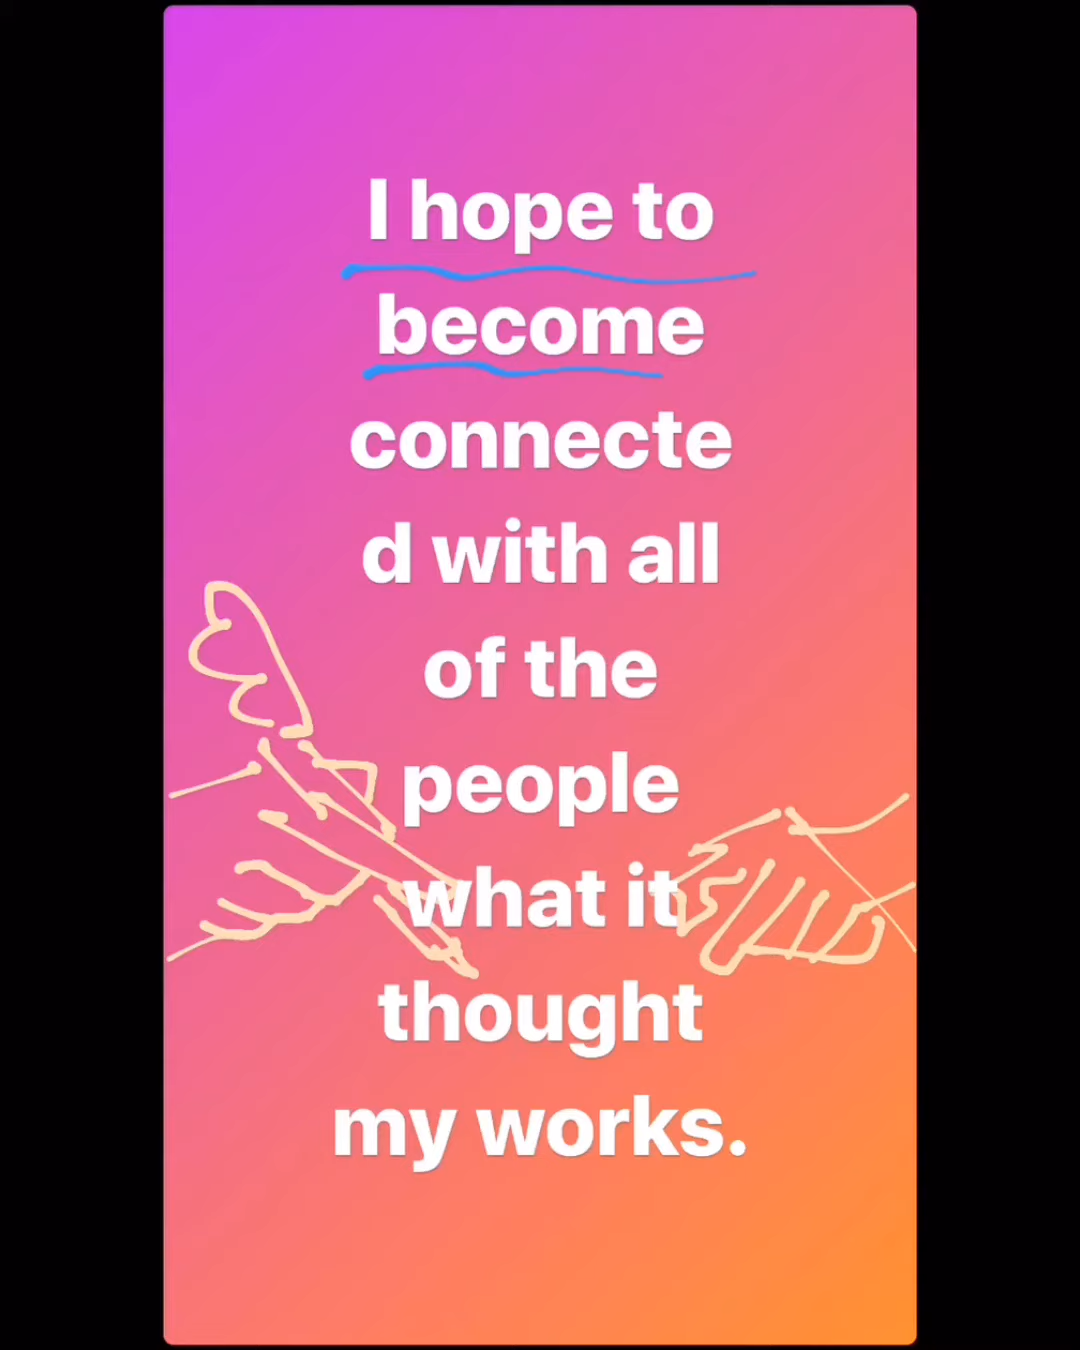 I hope to
become
connecte
d with all
of the
people
what it
thought
my works.